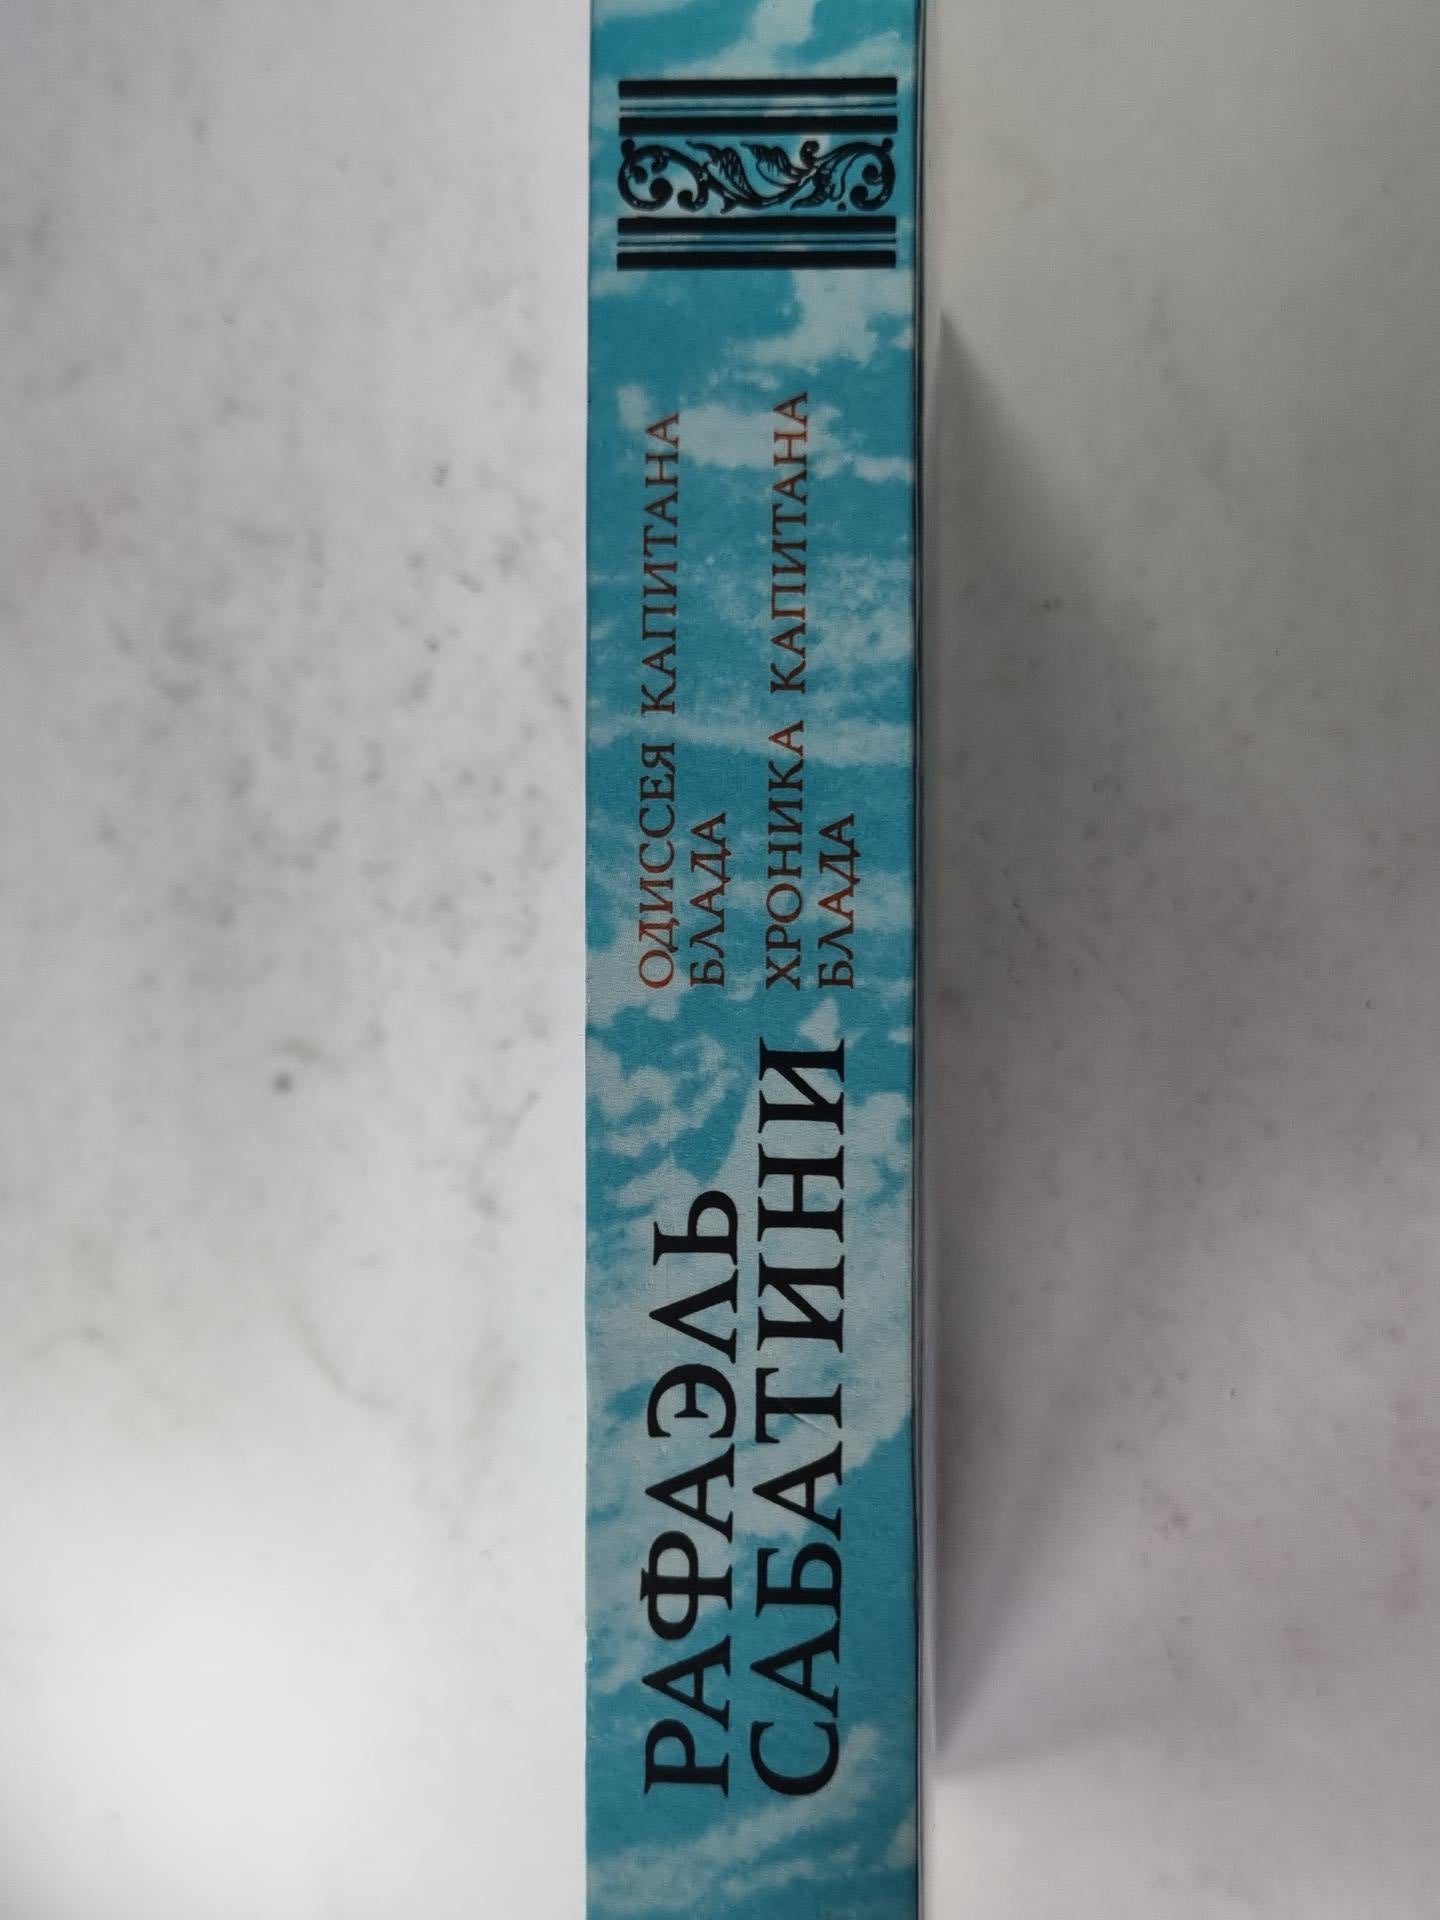 РАФАЭЛЬ
САБАТИНИ
ОДИССЕЯ КАПИТАНА
БЛАДА
ХРОНИКА КАПИТАНА
БЛАДА